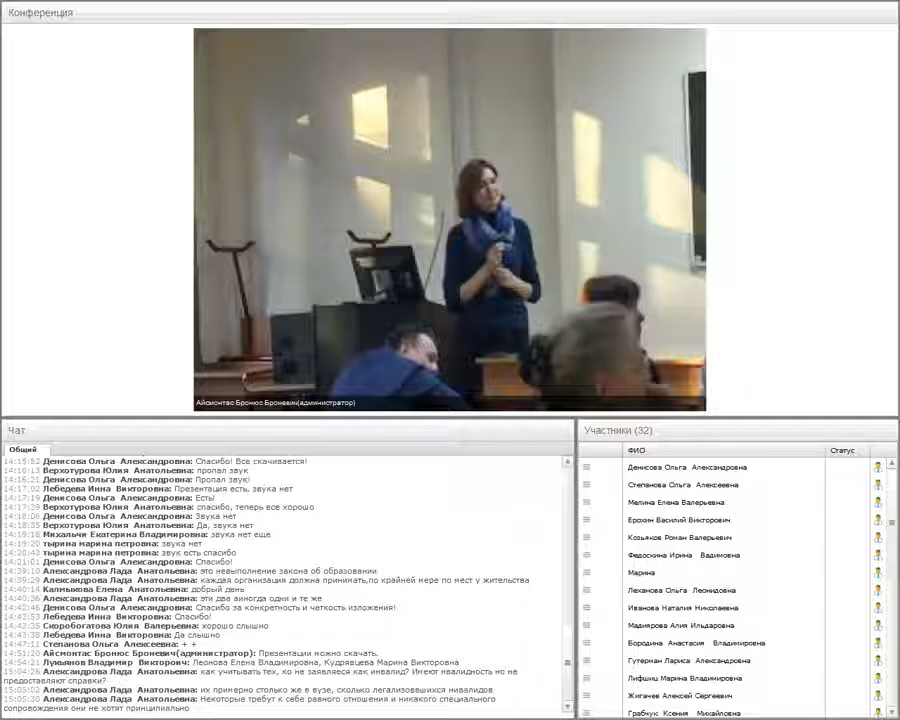 Конференция
Айсмонтас Бронюс Броневич(администратор)
Чат
Общий
14:15:52 Денисова Ольга Александровна: Спасибо! Все скачивается!
14:16:13 Верхотурова Юлия Анатольевна: пропал звук
14:16:21 Денисова Ольга Александровна: Пропал звук!
14:17:02 Лебедева Инна Викторовна: Презентация есть, звука нет
14:17:19 Денисова Ольга Александровна: Есть!
14:17:39 Верхотурова Юлия Анатольевна: спасибо, теперь все хорошо
14:18:06 Денисова Ольга Александровна: Звука нет
14:18:35 Верхотурова Юлия Анатольевна: Да, звука нет
14:19:18 Михальчи Екатерина Владимировна: звука нет еще
14:19:20 тырина марина петровна: звука нет
14:20:43 тырина марина петровна: звук есть спасибо
14:21:01 Денисова Ольга Александровна: Спасибо!
14:39:10 Александрова Лада Анатольевна: это невыполнение закона об образовании
14:39:29 Александрова Лада Анатольевна: каждая организация должна принимать,по крайней мере по мест у жительства
14:40:14 Калмыкова Елена Анатольевна: добрый день
14:40:36 Александрова Лада Анатольевна: эти два виногда одни и те же
14:42:46 Денисова Ольга Александровна: Спасибо за конкретность и четкость изложения!
14:42:53 Лебедева Инна Викторовна: Спасибо!
14:43:35 Скоробогатова Юлия Валерьевна: хорошо слышно
14:43:38 Лебедева Инна Викторовна: Да слышно
14:47:11 Степанова Ольга Алексеевна: + +
14:51:20 Айсмонтас Бронюс Броневич(администратор): Презентации можно скачать.
14:54:21 Лукьянов Владимир Викторович: Леонова Елена Владимировна, Кудрявцева Марина Викторовна
15:04:26 Александрова Лада Анатольевна: как учитывать тех, ко не заявляеся как инвалид? Имеют нвалидность но не
предоставляют справки?
15:05:02 Александрова Лада Анатольевна: их примерно столько же в вузе, сколько легализовавшихся нивалидов
15:05:30 Александрова Лада Анатольевна: Некоторые требут к себе равного отношения и никакого специального
сопровождения они не хотят принципиально
Участники (32)
ФИО Статус
Денисова Ольга Александровна
Степанова Ольга Алексеевна
Мелина Елена Валерьевна
Ерохин Василий Викторович
Козьяков Роман Валерьевич
Федоскина Ирина Вадимовна
Марина
Леханова Ольга Леонидовна
Иванова Наталия Николаевна
Мадиярова Алия Ильдаровна
Бородина Анастасия Владимировна
Гутерман Лариса Александровна
Лифшиц Марина Владимировна
Жигачев Алексей Сергеевич
Грабчук Ксения Михайловна